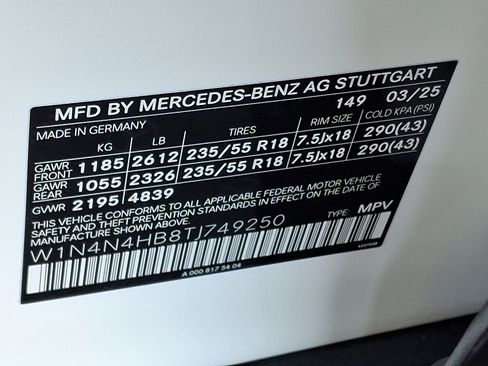 MFD BY MERCEDES-BENZ AG STUTTGART
MADE IN GERMANY 149 03/25
KG LB TIRES RIM SIZE COLD KPA (PSI)
GAWR FRONT 1185 2612 235/55 R18 7.5Jx18 290(43)
GAWR REAR 1055 2326 235/55 R18 7.5Jx18 290(43)
GVWR 2195 4839
THIS VEHICLE CONFORMS TO ALL APPLICABLE FEDERAL MOTOR VEHICLE
SAFETY AND THEFT PREVENTION STANDARDS IN EFFECT ON THE DATE OF
MANUFACTURE SHOWN ABOVE.
W1N4N4HB8TJ749250 TYPE: MPV
A 000 817 54 04